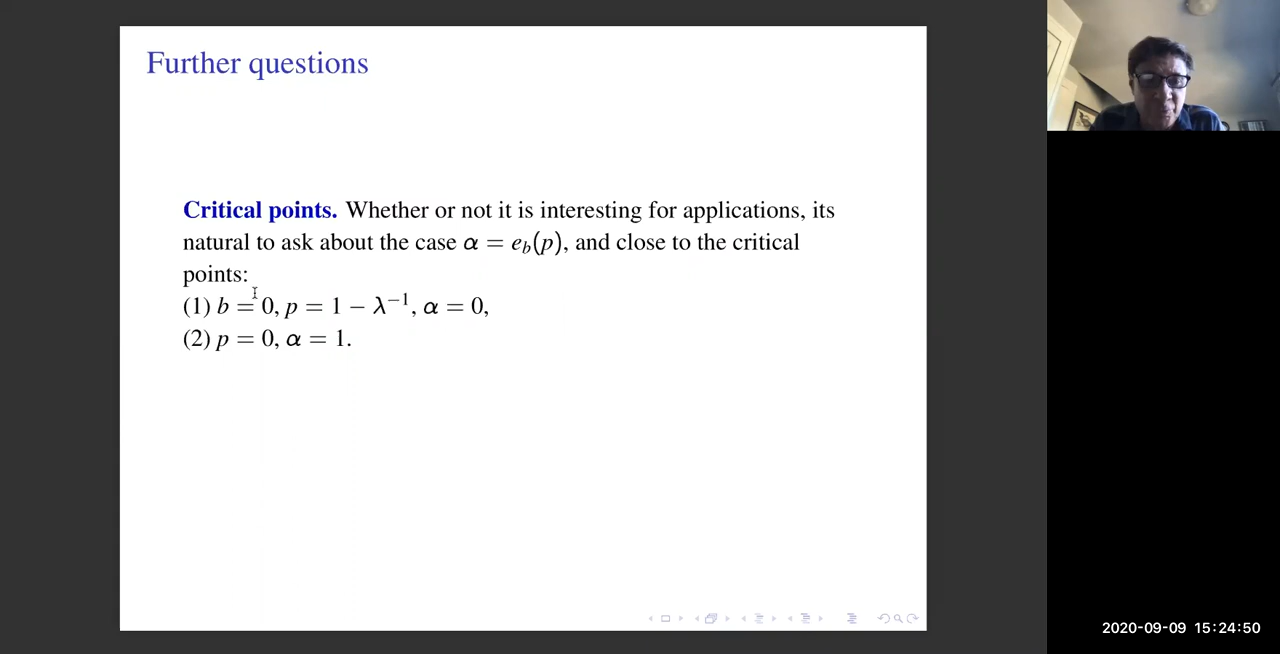 Further questions
Critical points. Whether or not it is interesting for applications, its
natural to ask about the case α = e_b(p), and close to the critical
points:
(1) b = 0, p = 1 − λ⁻¹, α = 0,
(2) p = 0, α = 1.
2020-09-09 15:24:50